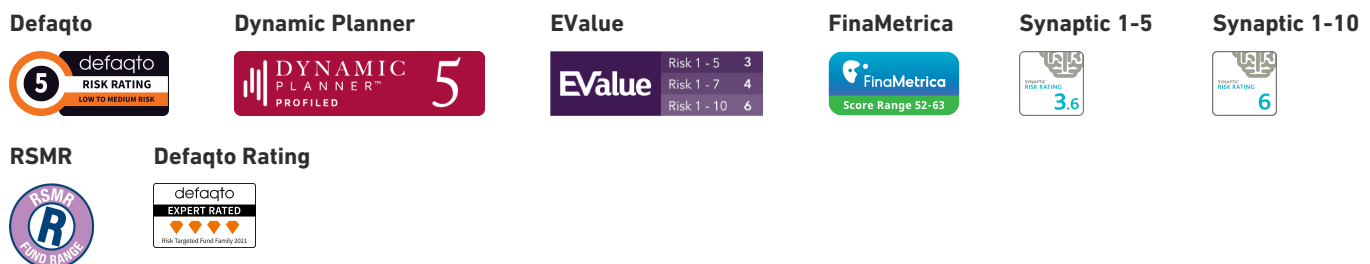 Defaqto
Dynamic Planner
EValue
FinaMetrica
Synaptic 1-5
Synaptic 1-10
5
defaqto
RISK RATING
LOW TO MEDIUM RISK
DYNAMIC
PLANNER™
PROFILED
5
EValue
Risk 1 - 5 3
Risk 1 - 7 4
Risk 1 - 10 6
FinaMetrica
Score Range 52-63
SYNAPTIC
RISK RATING
3.6
SYNAPTIC
RISK RATING
6
RSMR
Defaqto Rating
RSMR
R
FUND RANGE
defaqto
EXPERT RATED
Risk Targeted Fund Family 2021